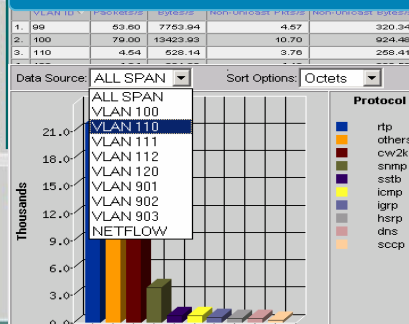 VLAN ID Packets/s Bytes/s Non-Unicast Pkts/s Non-Unicast Bytes/s
1. 99 53.60 7753.94 4.57 320.34
2. 100 79.00 13423.93 10.70 924.48
3. 110 4.54 528.14 3.76 258.41
Data Source: ALL SPAN Sort Options: Octets
ALL SPAN
VLAN 100
VLAN 110
VLAN 111
VLAN 112
VLAN 120
VLAN 901
VLAN 902
VLAN 903
NETFLOW
Thousands
21.0
18.0
15.0
12.0
9.0
6.0
3.0
0.0
Protocol
rtp
others
cw2k
snmp
sstb
icmp
igrp
hsrp
dns
sccp